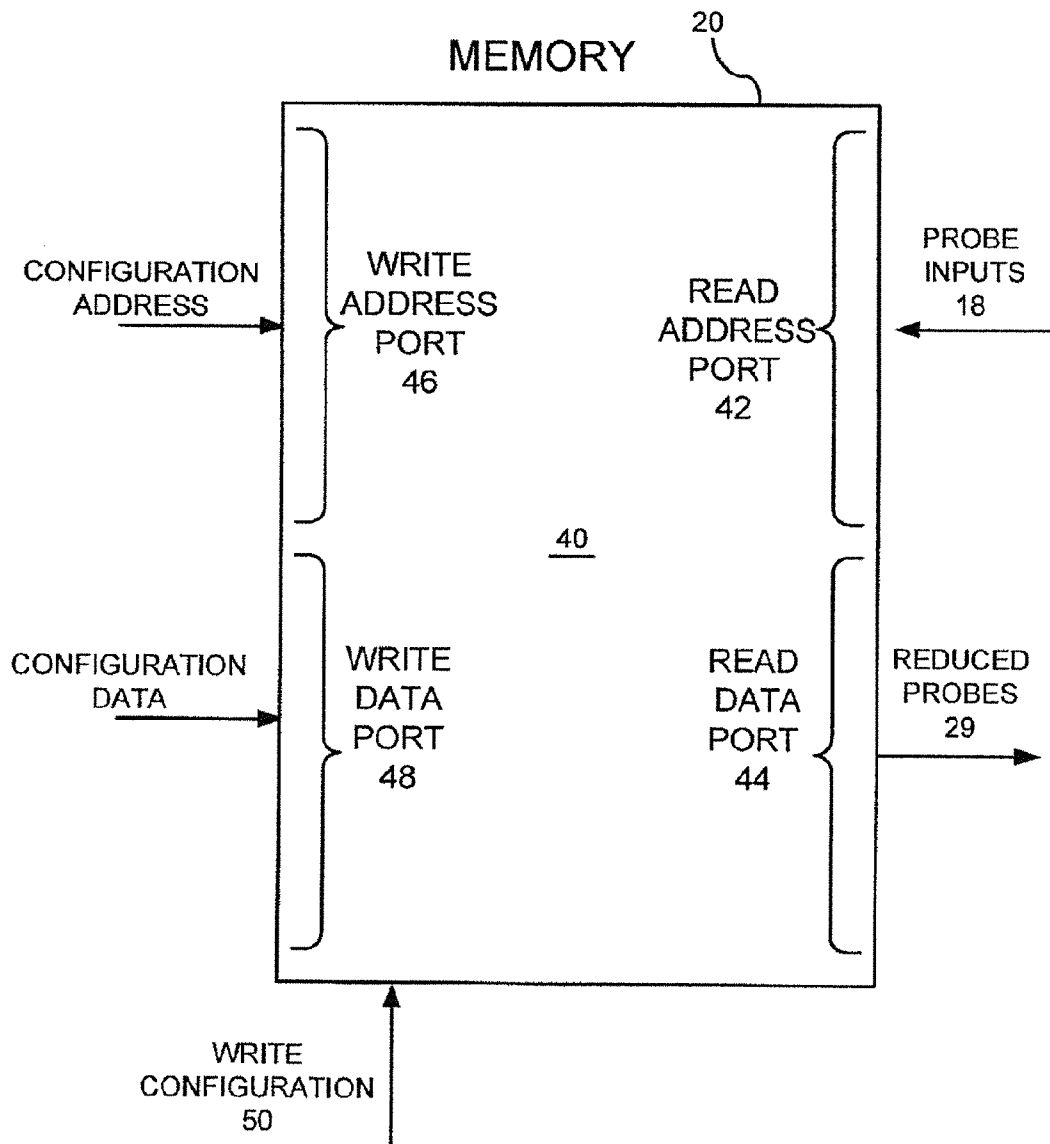 20
MEMORY
CONFIGURATION
ADDRESS
WRITE
ADDRESS
PORT
46
READ
ADDRESS
PORT
42
PROBE
INPUTS
18
40
CONFIGURATION
DATA
WRITE
DATA
PORT
48
READ
DATA
PORT
44
REDUCED
PROBES
29
WRITE
CONFIGURATION
50